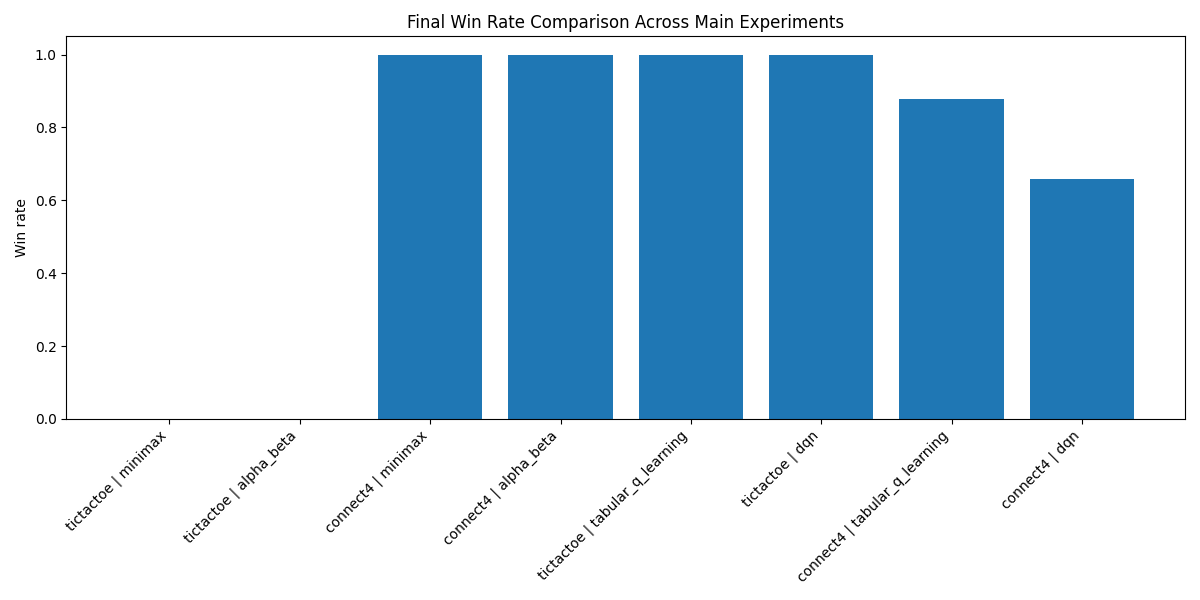 Final Win Rate Comparison Across Main Experiments
Win rate
1.0
0.8
0.6
0.4
0.2
0.0
tictactoe | minimax
tictactoe | alpha_beta
connect4 | minimax
connect4 | alpha_beta
tictactoe | tabular_q_learning
tictactoe | dqn
connect4 | tabular_q_learning
connect4 | dqn